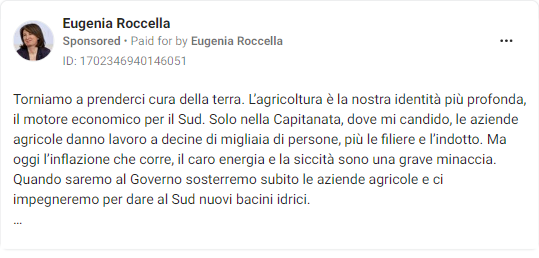 Eugenia Roccella
Sponsored • Paid for by Eugenia Roccella
ID: 1702346940146051
Torniamo a prenderci cura della terra. L'agricoltura è la nostra identità più profonda,
il motore economico per il Sud. Solo nella Capitanata, dove mi candido, le aziende
agricole danno lavoro a decine di migliaia di persone, più le filiere e l'indotto. Ma
oggi l'inflazione che corre, il caro energia e la siccità sono una grave minaccia.
Quando saremo al Governo sosterremo subito le aziende agricole e ci
impegneremo per dare al Sud nuovi bacini idrici.
...